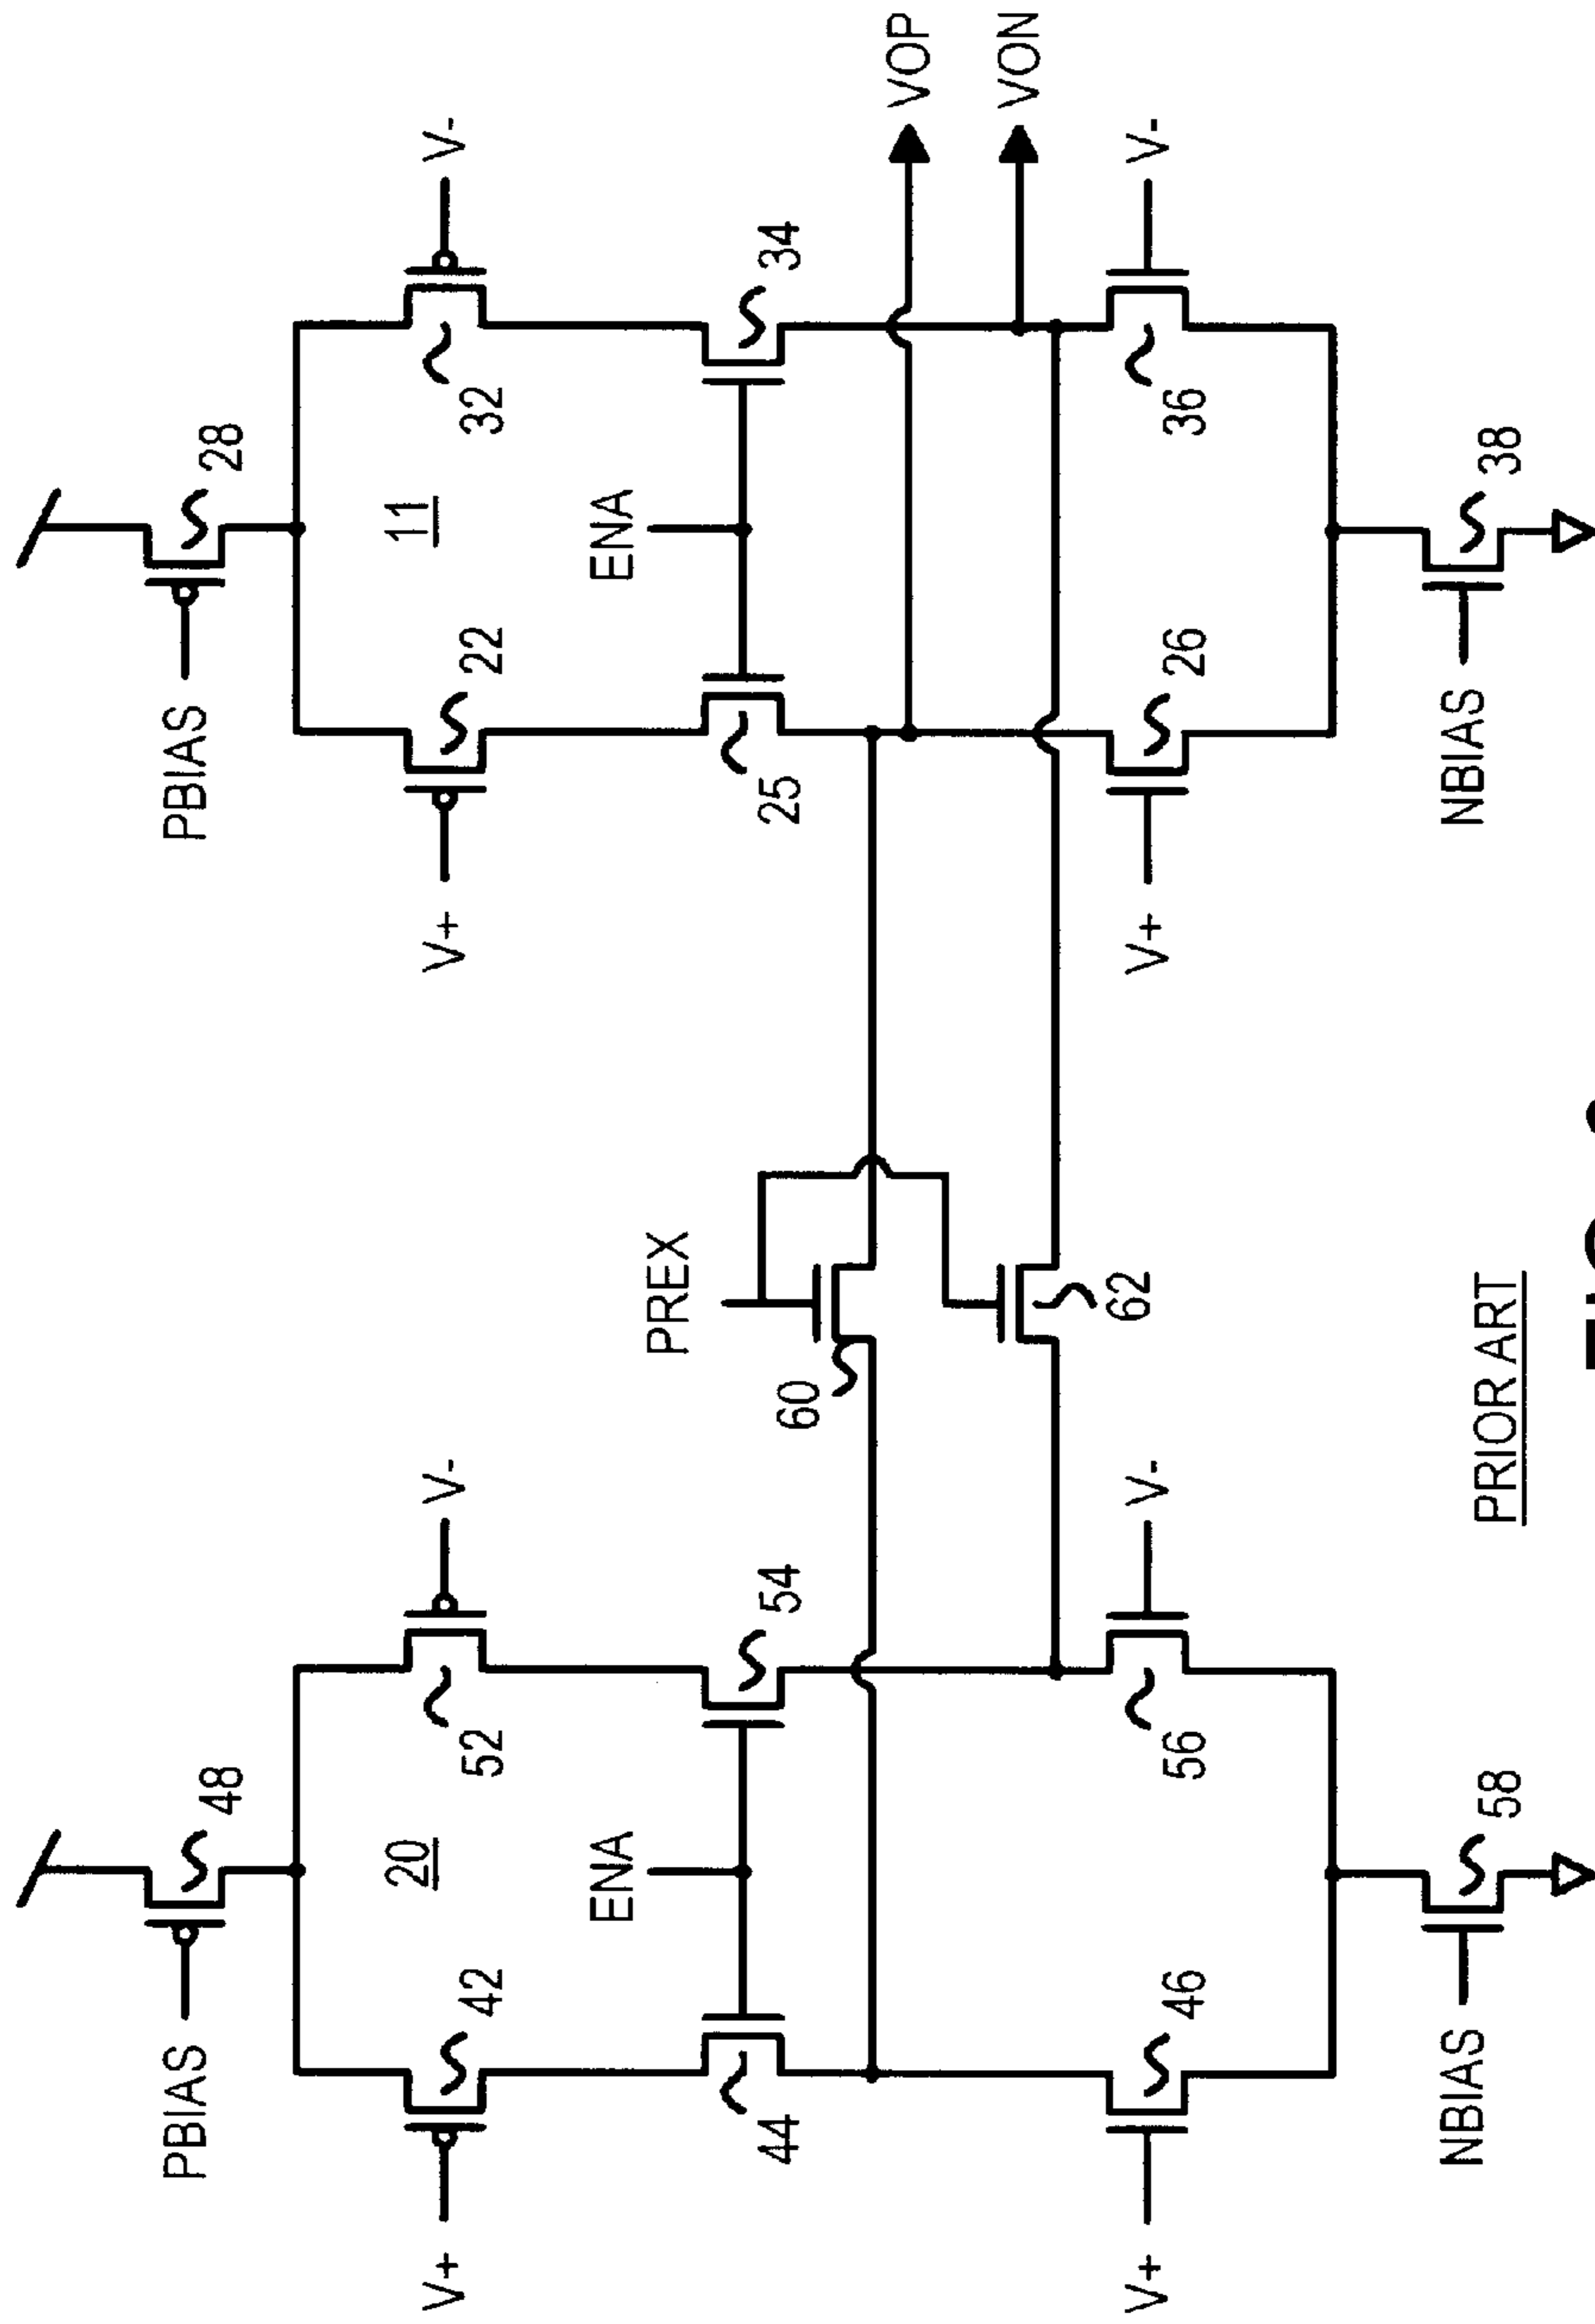 PBIAS
48
PBIAS
28
V+
42
20
52
V-
V+
22
11
32
V-
PREX
ENA
ENA
44
54
60
25
34
VOP
VON
62
V+
46
56
V-
V+
26
36
V-
NBIAS
58
NBIAS
38
PRIOR ART